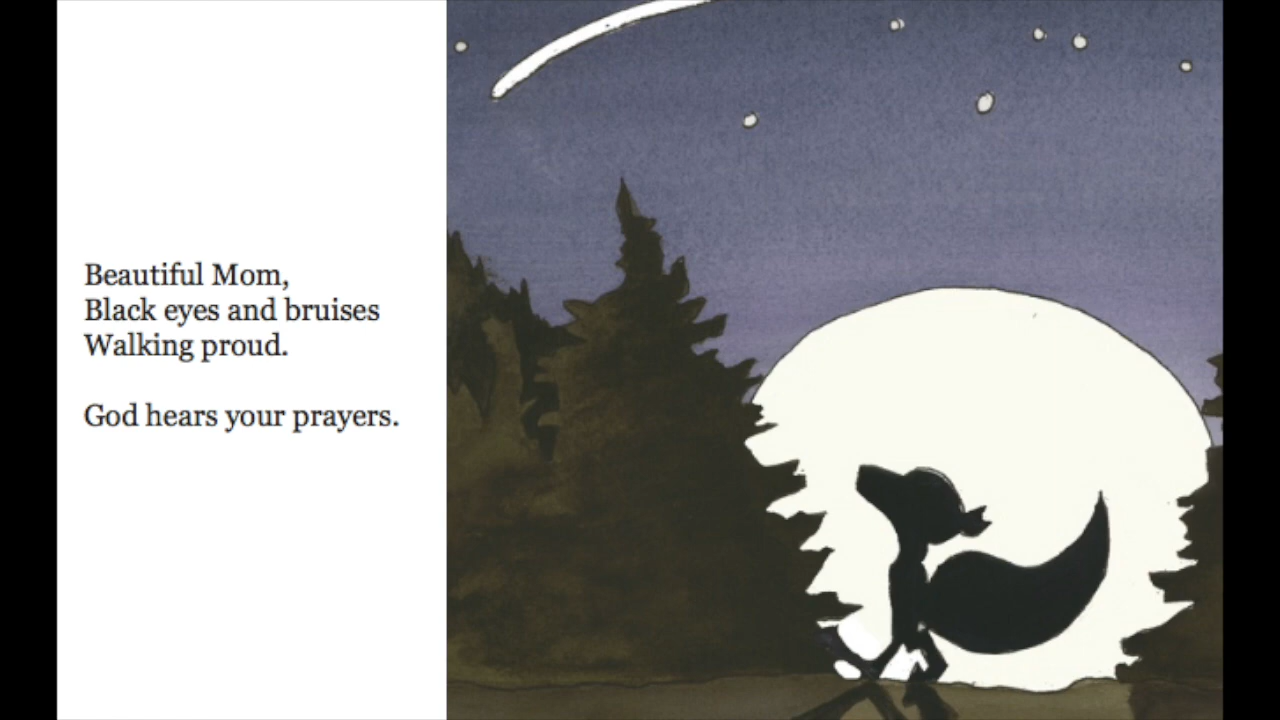 Beautiful Mom,
Black eyes and bruises
Walking proud.
God hears your prayers.